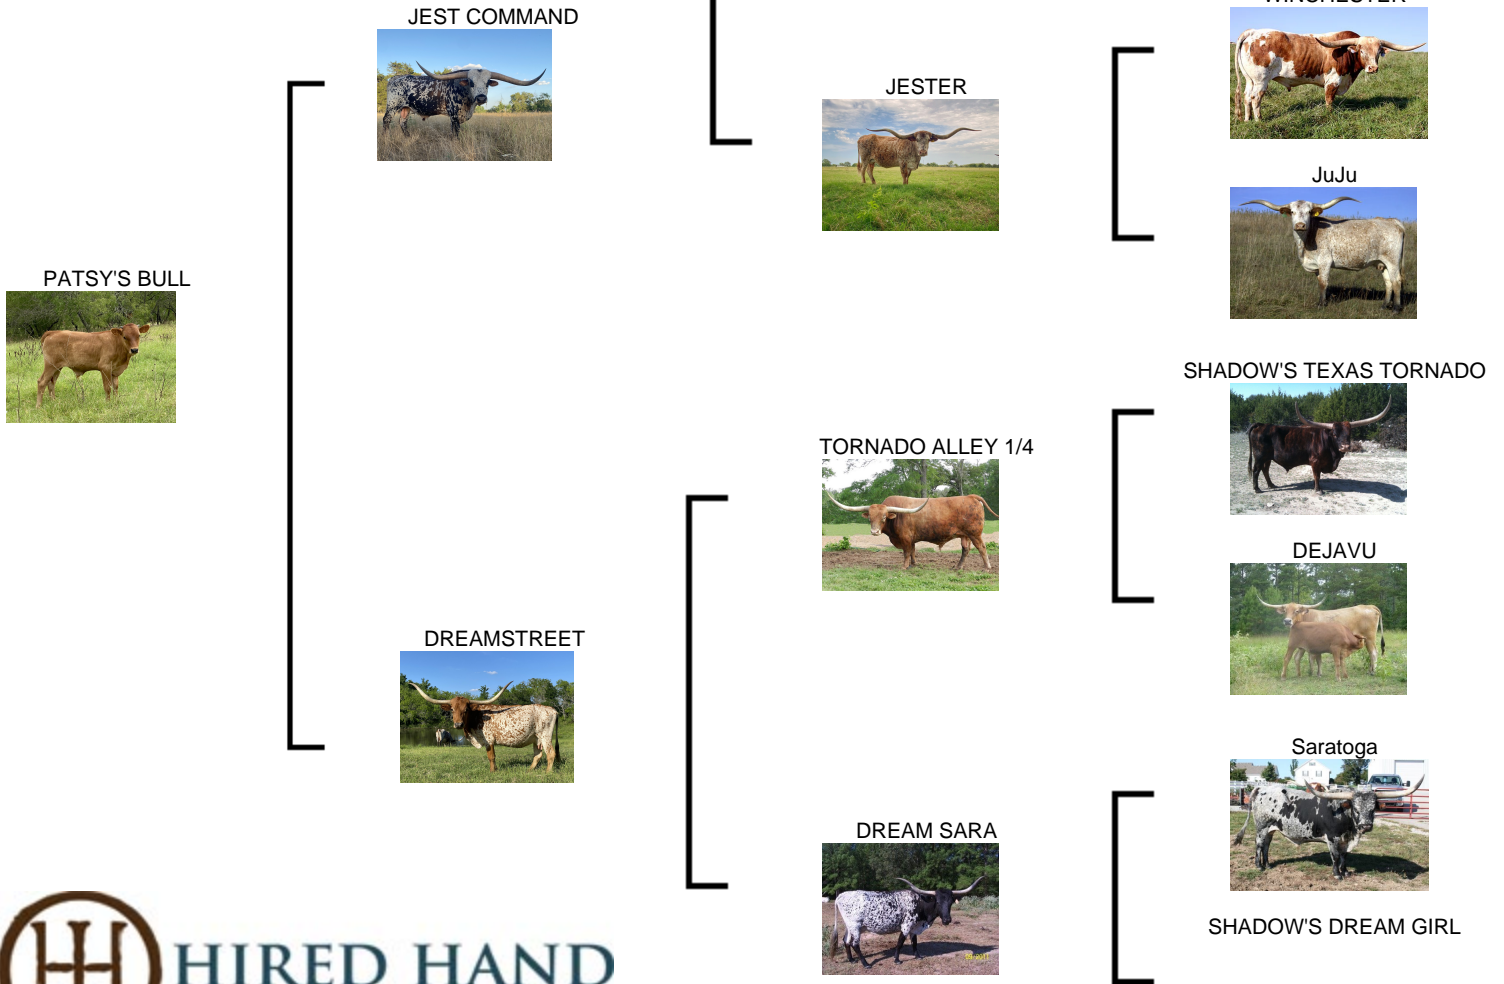 JEST COMMAND
WINCHESTER
JESTER
JuJu
PATSY'S BULL
SHADOW'S TEXAS TORNADO
TORNADO ALLEY 1/4
DEJAVU
DREAMSTREET
Saratoga
DREAM SARA
SHADOW'S DREAM GIRL
HIRED HAND